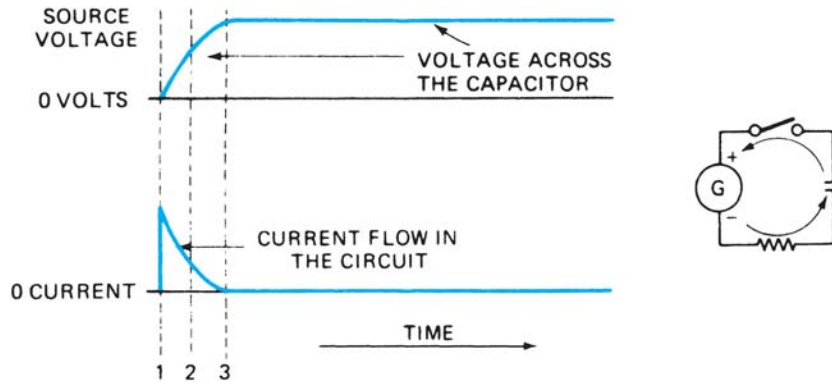 SOURCE
VOLTAGE
VOLTAGE ACROSS
THE CAPACITOR
0 VOLTS
+
G
−
CURRENT FLOW IN
THE CIRCUIT
0 CURRENT
TIME
1 2 3